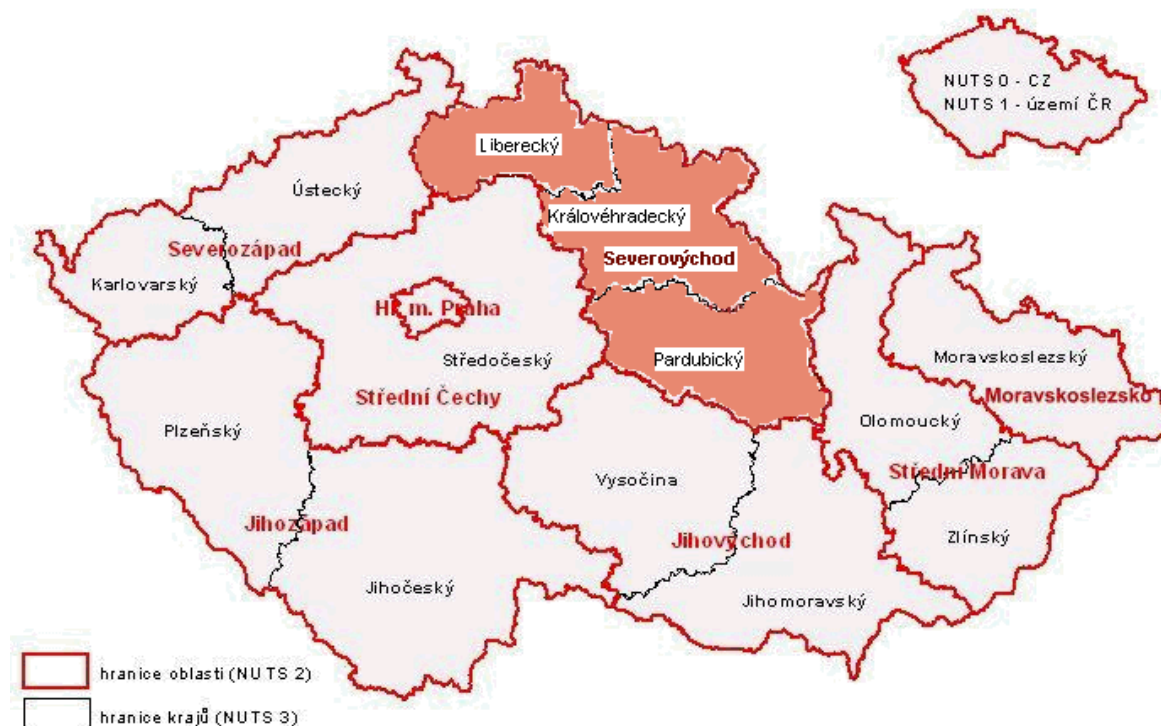 NUTS 0 - CZ
NUTS 1 - území ČR
Liberecký
Ústecký
Královéhradecký
Severozápad
Severovýchod
Karlovarský
Hl. m. Praha
Středočeský
Pardubický
Moravskoslezský
Střední Čechy
Moravskoslezsko
Plzeňský
Olomoucký
Vysočina
Střední Morava
Jihozápad
Jihovýchod
Zlínský
Jihočeský
Jihomoravský
hranice oblastí (NUTS 2)
hranice krajů (NUTS 3)